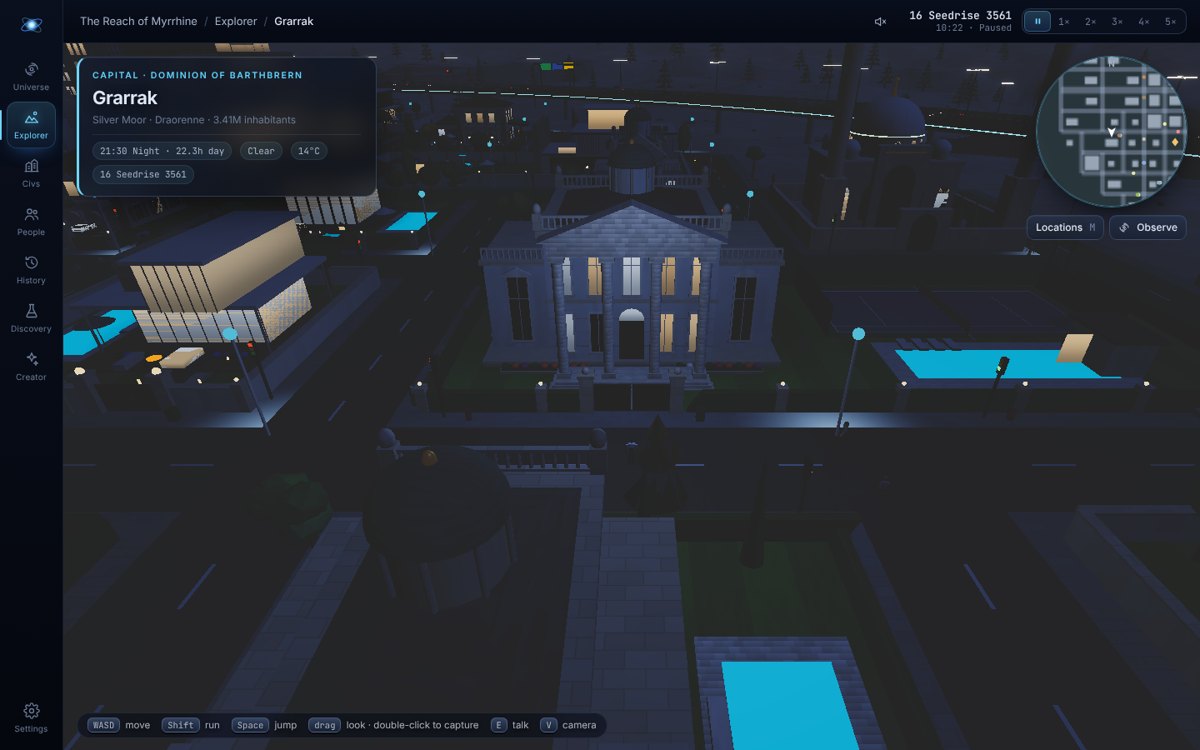 The Reach of Myrrhine / Explorer / Grarrak
16 Seedrise 3561
10:22 · Paused
1× 2× 3× 4× 5×
Universe
Explorer
Civs
People
History
Discovery
Creator
Settings
CAPITAL · DOMINION OF BARTHBRERN
Grarrak
Silver Moor · Draorenne · 3.41M inhabitants
21:30 Night · 22.3h day
Clear
14°C
16 Seedrise 3561
N
Locations M
Observe
WASD move Shift run Space jump drag look · double-click to capture E talk V camera